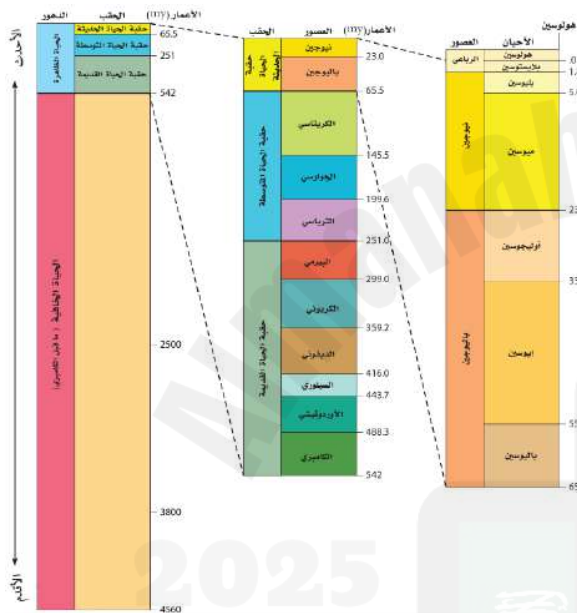 الدهور
الحقب
الأعمار (my)
الأحدث
الأقدم
الحياة الظاهرة
حقبة الحياة الحديثة
65.5
حقبة الحياة المتوسطة
251
حقبة الحياة القديمة
542
الحياة الخافية ( ما قبل الكامبري)
2500
3800
4560
الحقب
العصور
الأعمار (my)
حقبة الحياة الحديثة
نيوجين
23.0
باليوجين
65.5
حقبة الحياة المتوسطة
الكريتاسي
145.5
الجوارسي
199.6
الترياسي
251.0
حقبة الحياة القديمة
البيرمي
299.0
الكربوني
359.2
الديفوني
416.0
السيلوري
443.7
الأوردوفيشي
488.3
الكامبري
542
العصور
الأحيان
هولوسين
الرباعي
هولوسين
بلايستوسين
نيوجين
بليوسين
ميوسين
باليوجين
أوليجوسين
ايوسين
باليوسين
Almanah
2025